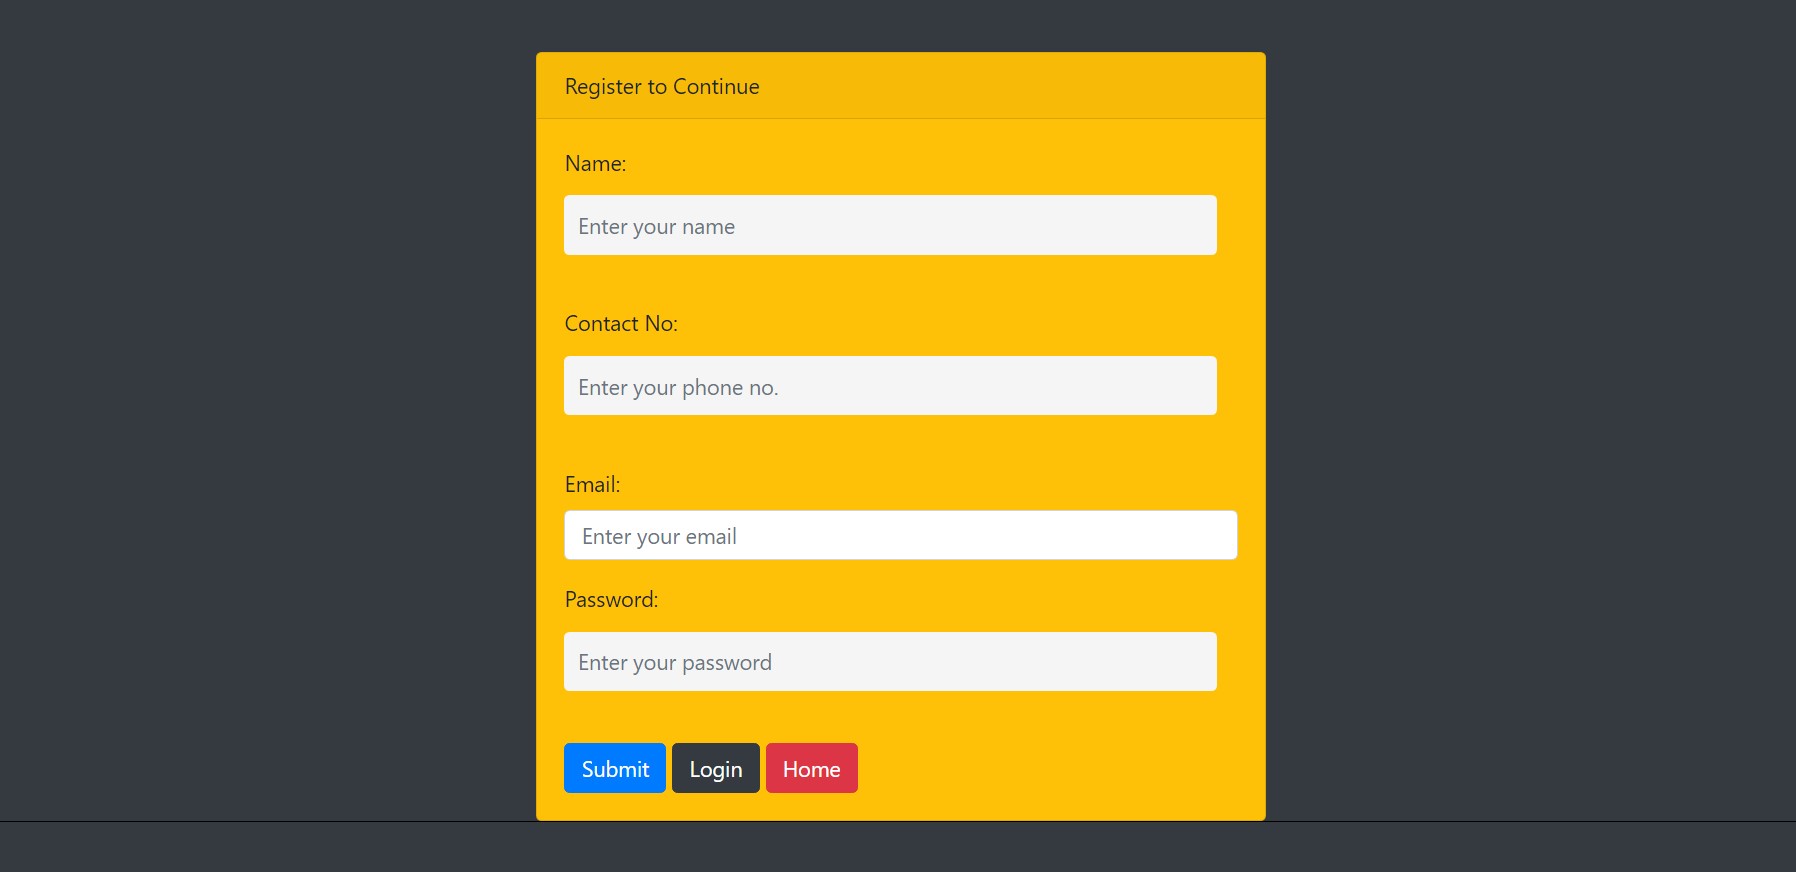 Register to Continue
Name:
Enter your name
Contact No:
Enter your phone no.
Email:
Enter your email
Password:
Enter your password
Submit Login Home